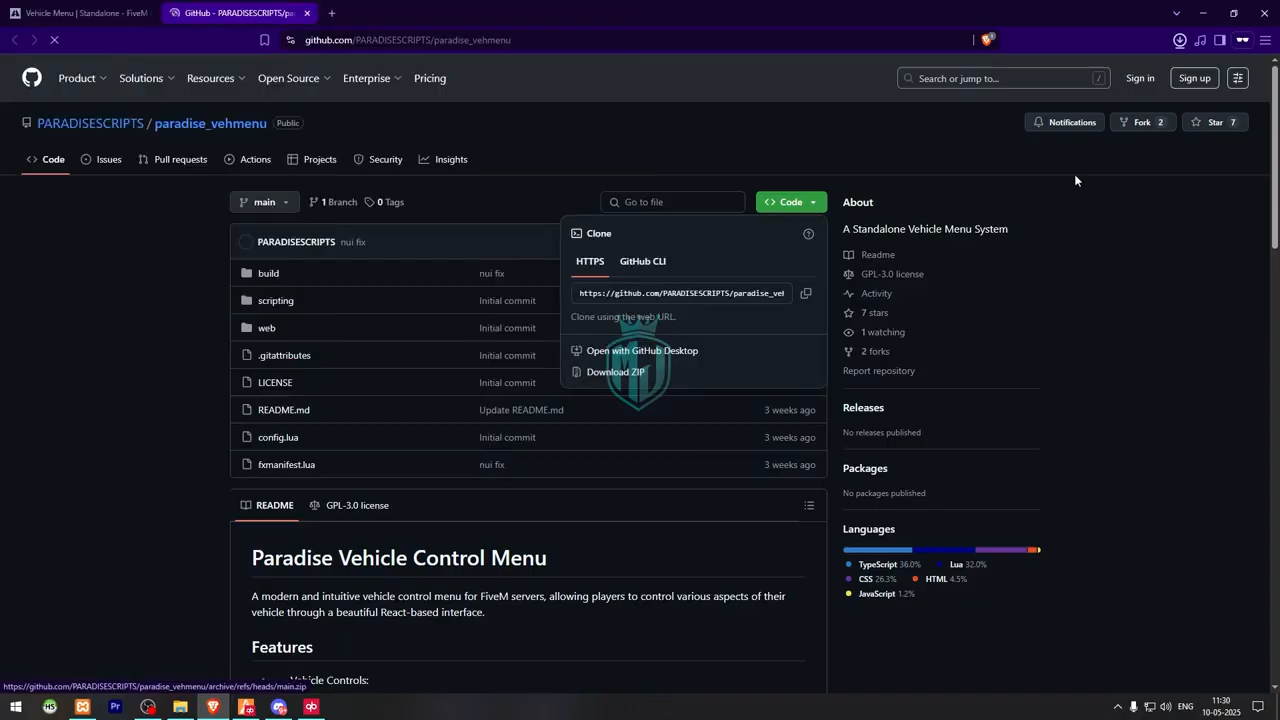 Vehicle Menu | Standalone - FiveM
GitHub - PARADISESCRIPTS/pa
github.com/PARADISESCRIPTS/paradise_vehmenu
Product
Solutions
Resources
Open Source
Enterprise
Pricing
Search or jump to...
/
Sign in
Sign up
PARADISESCRIPTS / paradise_vehmenu
Public
Notifications
Fork 2
Star 7
Code
Issues
Pull requests
Actions
Projects
Security
Insights
main
1 Branch
0 Tags
Go to file
Code
About
A Standalone Vehicle Menu System
Readme
GPL-3.0 license
Activity
7 stars
1 watching
2 forks
Report repository
Releases
No releases published
Packages
No packages published
Languages
TypeScript 36.0%
Lua 32.0%
CSS 26.3%
HTML 4.5%
JavaScript 1.2%
Clone
HTTPS
GitHub CLI
https://github.com/PARADISESCRIPTS/paradise_vel
Clone using the web URL.
Open with GitHub Desktop
Download ZIP
PARADISESCRIPTS nui fix
build nui fix
scripting Initial commit
web Initial commit
.gitattributes Initial commit
LICENSE Initial commit
README.md Update README.md 3 weeks ago
config.lua Initial commit 3 weeks ago
fxmanifest.lua nui fix 3 weeks ago
README
GPL-3.0 license
Paradise Vehicle Control Menu
A modern and intuitive vehicle control menu for FiveM servers, allowing players to control various aspects of their
vehicle through a beautiful React-based interface.
Features
Vehicle Controls:
https://github.com/PARADISESCRIPTS/paradise_vehmenu/archive/refs/heads/main.zip
HS
Pr
qb
ENG
11:30
10-05-2025